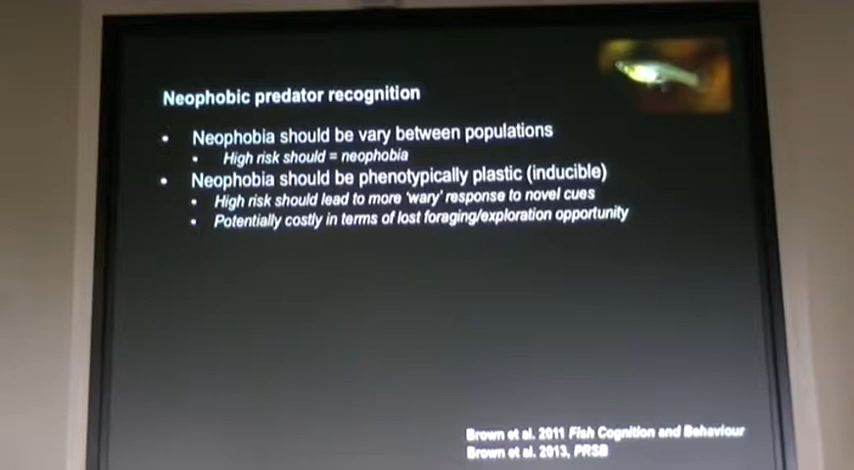 Neophobic predator recognition
• Neophobia should be vary between populations
• High risk should = neophobia
• Neophobia should be phenotypically plastic (inducible)
• High risk should lead to more 'wary' response to novel cues
• Potentially costly in terms of lost foraging/exploration opportunity
Brown et al. 2011 Fish Cognition and Behaviour
Brown et al. 2013, PRSB